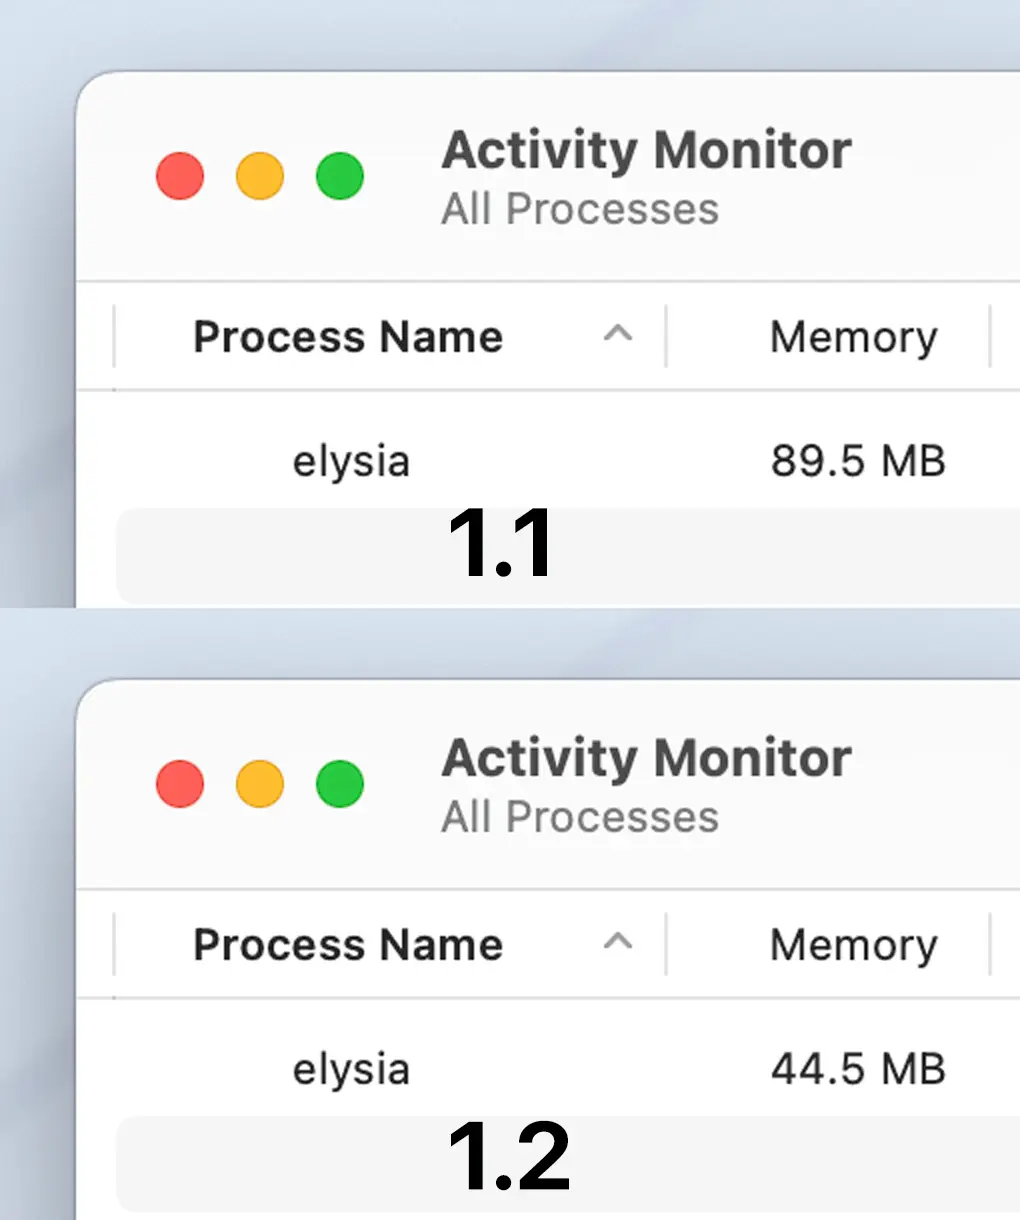 Activity Monitor
All Processes
Process Name
Memory
elysia
89.5 MB
1.1
Activity Monitor
All Processes
Process Name
Memory
elysia
44.5 MB
1.2